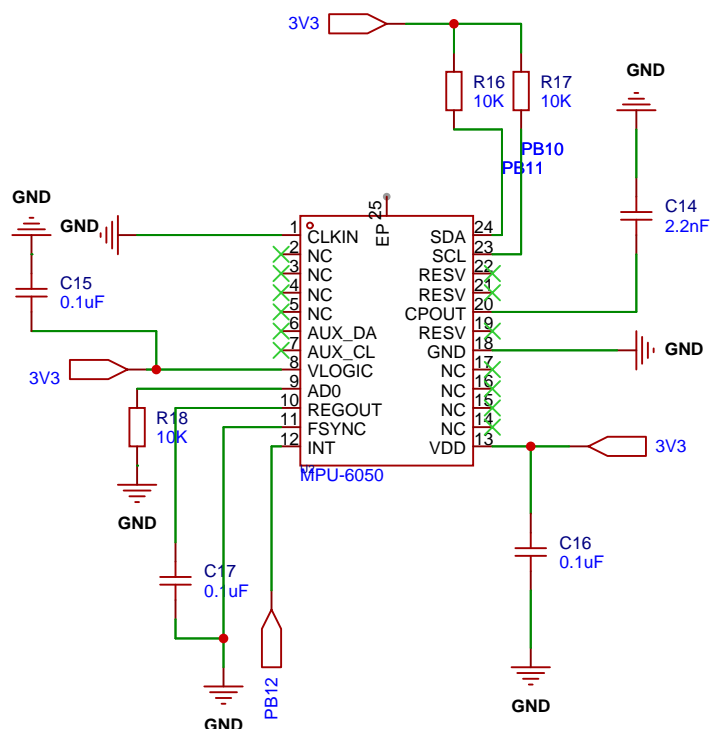 3V3
R16
10K
R17
10K
GND
PB10
PB11
C14
2.2nF
GND
GND
C15
0.1uF
3V3
EP
25
1
CLKIN
2
NC
3
NC
4
NC
5
NC
6
AUX_DA
7
AUX_CL
8
VLOGIC
9
AD0
10
REGOUT
11
FSYNC
12
INT
SDA
24
SCL
23
RESV
22
RESV
21
CPOUT
20
RESV
19
GND
18
NC
17
NC
16
NC
15
NC
14
VDD
13
MPU-6050
GND
3V3
R18
10K
GND
C17
0.1uF
GND
PB12
C16
0.1uF
GND